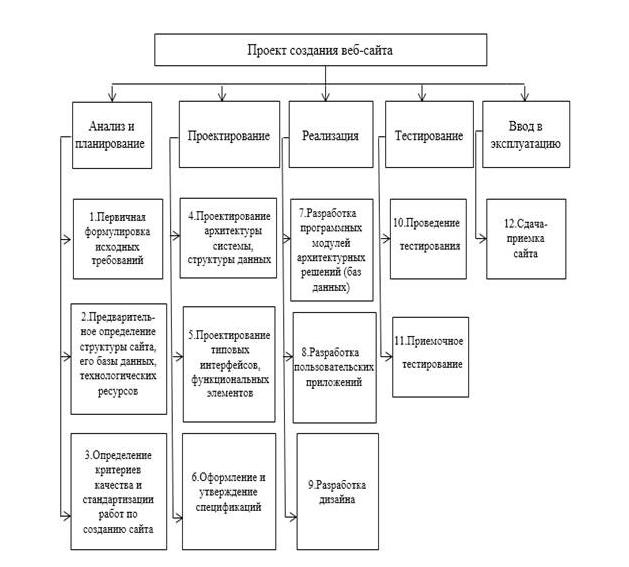 Проект создания веб-сайта
Анализ и
планирование
Проектирование
Реализация
Тестирование
Ввод в
эксплуатацию
1.Первичная
формулировка
исходных
требований
4.Проектирование
архитектуры
системы,
структуры данных
7.Разработка
программных
модулей
архитектурных
решений (баз
данных)
10.Проведение
тестирования
12.Сдача-
приемка
сайта
2.Предваритель-
ное определение
структуры сайта,
его базы данных,
технологических
ресурсов
5.Проектирование
типовых
интерфейсов,
функциональных
элементов
8.Разработка
пользовательских
приложений
11.Приемочное
тестирование
3.Определение
критериев
качества и
стандартизации
работ по
созданию сайта
6.Оформление и
утверждение
спецификаций
9.Разработка
дизайна